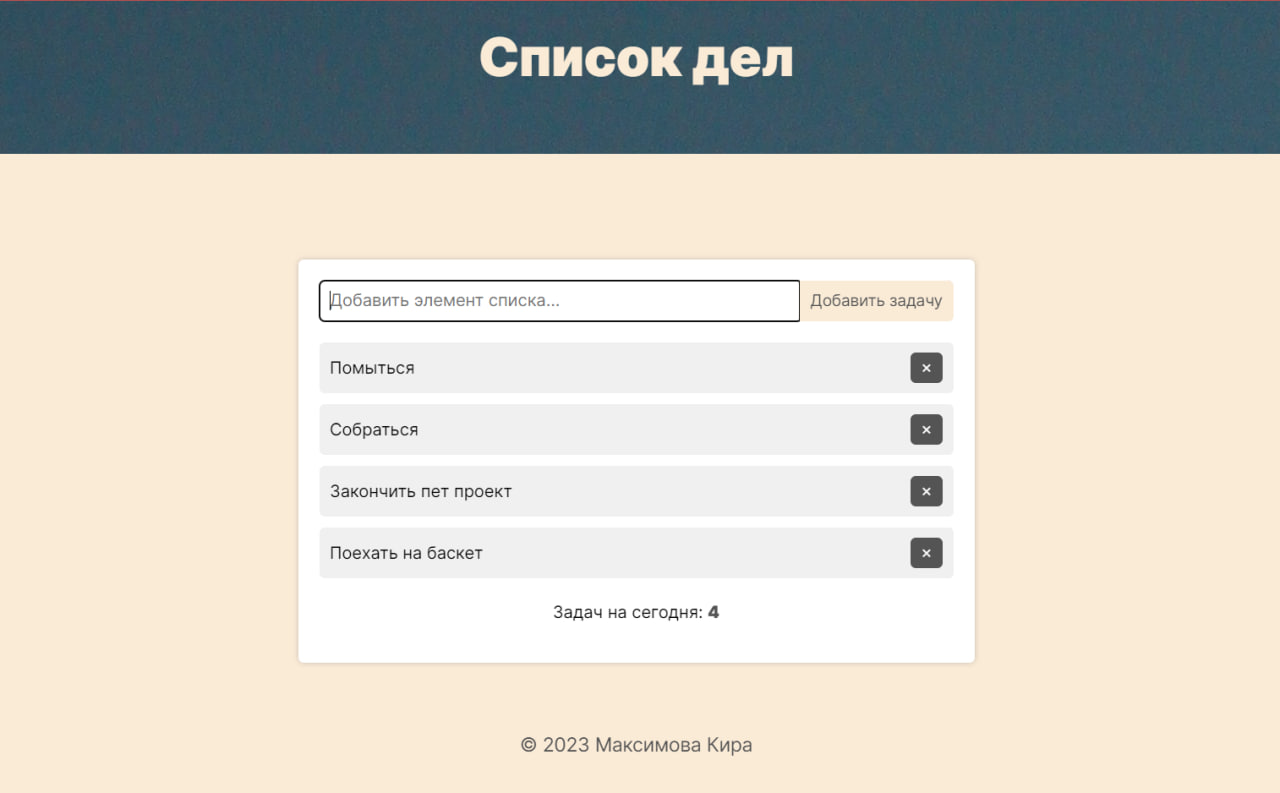 Список дел
Добавить элемент списка... Добавить задачу
Помыться ×
Собраться ×
Закончить пет проект ×
Поехать на баскет ×
Задач на сегодня: 4
© 2023 Максимова Кира